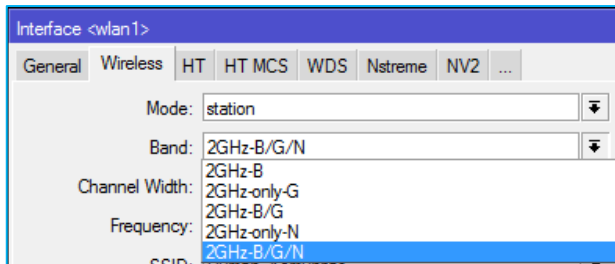 Interface <wlan1>
General Wireless HT HT MCS WDS Nstreme NV2 ...
Mode: station
Band: 2GHz-B/G/N
2GHz-B
Channel Width: 2GHz-only-G
2GHz-B/G
Frequency: 2GHz-only-N
2GHz-B/G/N
SSID: